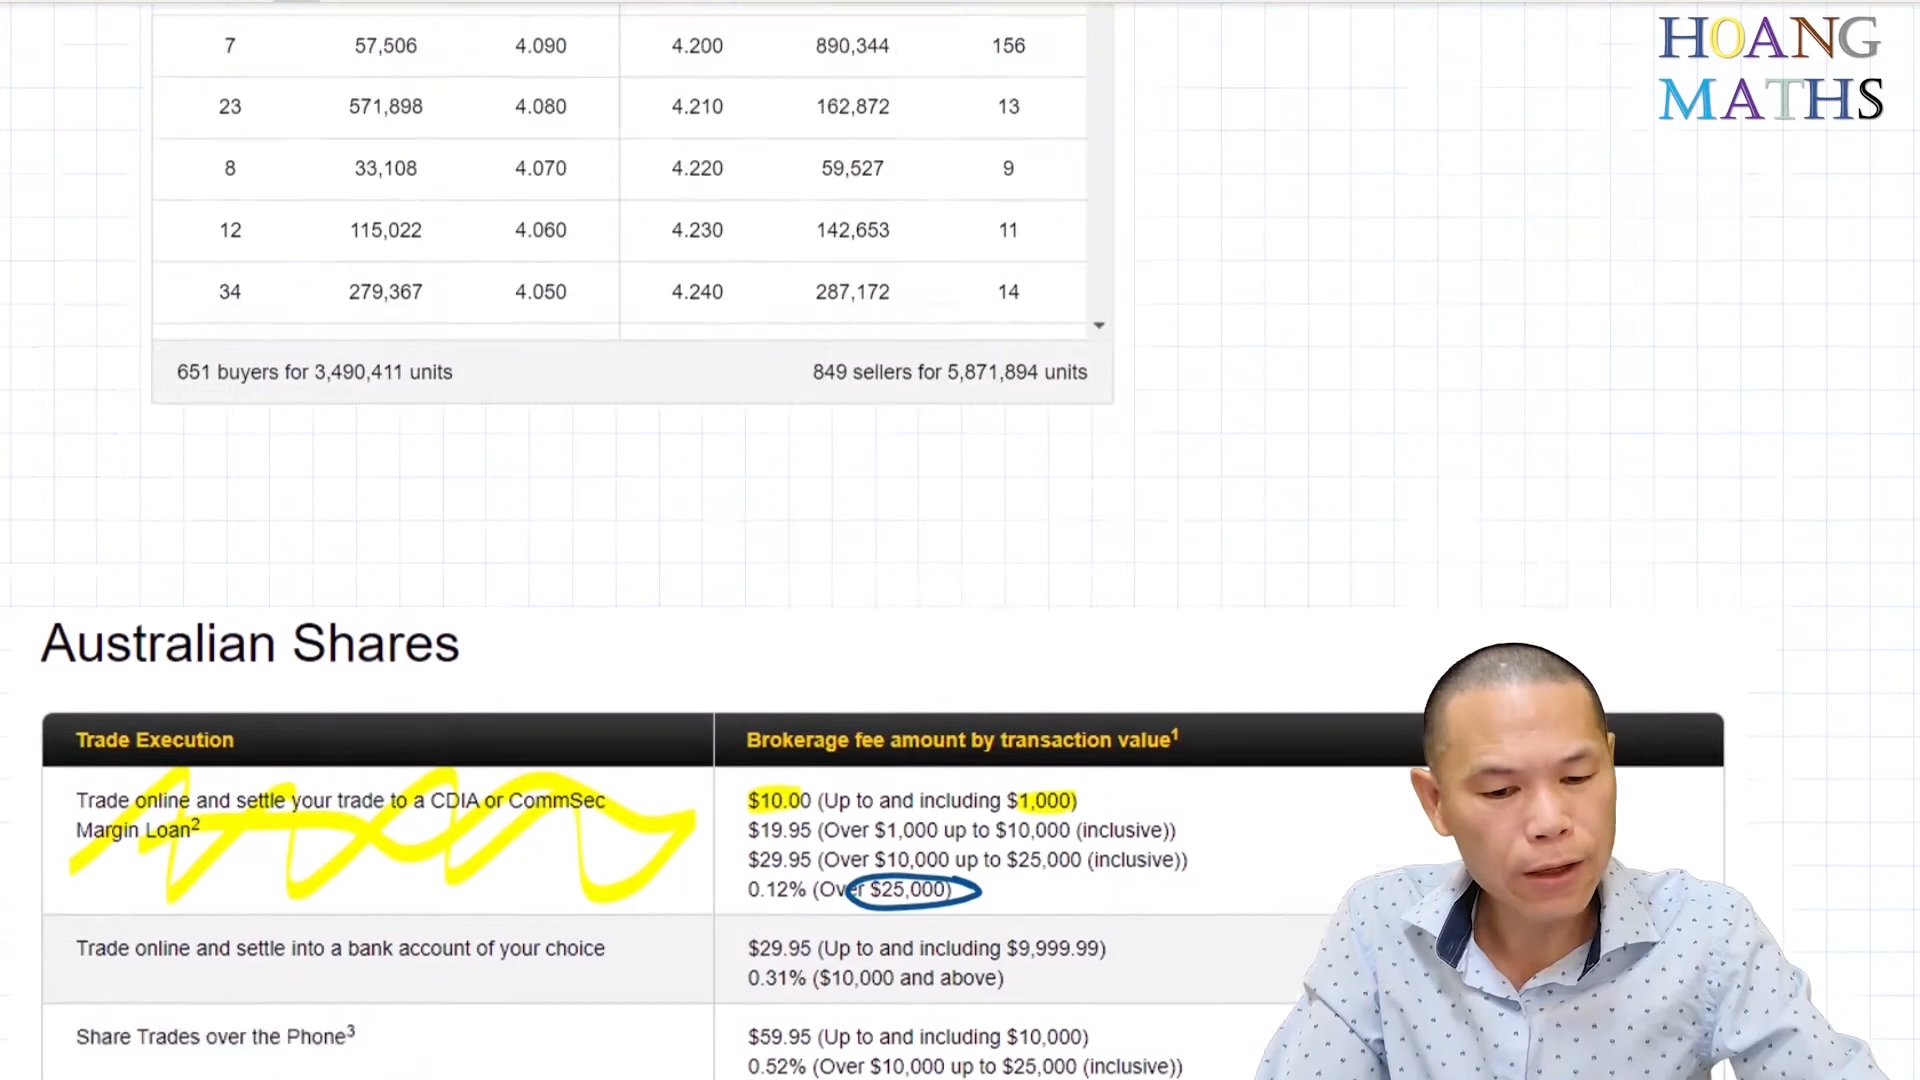 HOANG
MATHS
7 57,506 4.090 4.200 890,344 156
23 571,898 4.080 4.210 162,872 13
8 33,108 4.070 4.220 59,527 9
12 115,022 4.060 4.230 142,653 11
34 279,367 4.050 4.240 287,172 14
651 buyers for 3,490,411 units 849 sellers for 5,871,894 units
Australian Shares
Trade Execution Brokerage fee amount by transaction value1
Trade online and settle your trade to a CDIA or CommSec
Margin Loan2
$10.00 (Up to and including $1,000)
$19.95 (Over $1,000 up to $10,000 (inclusive))
$29.95 (Over $10,000 up to $25,000 (inclusive))
0.12% (Over $25,000)
Trade online and settle into a bank account of your choice
$29.95 (Up to and including $9,999.99)
0.31% ($10,000 and above)
Share Trades over the Phone3
$59.95 (Up to and including $10,000)
0.52% (Over $10,000 up to $25,000 (inclusive))